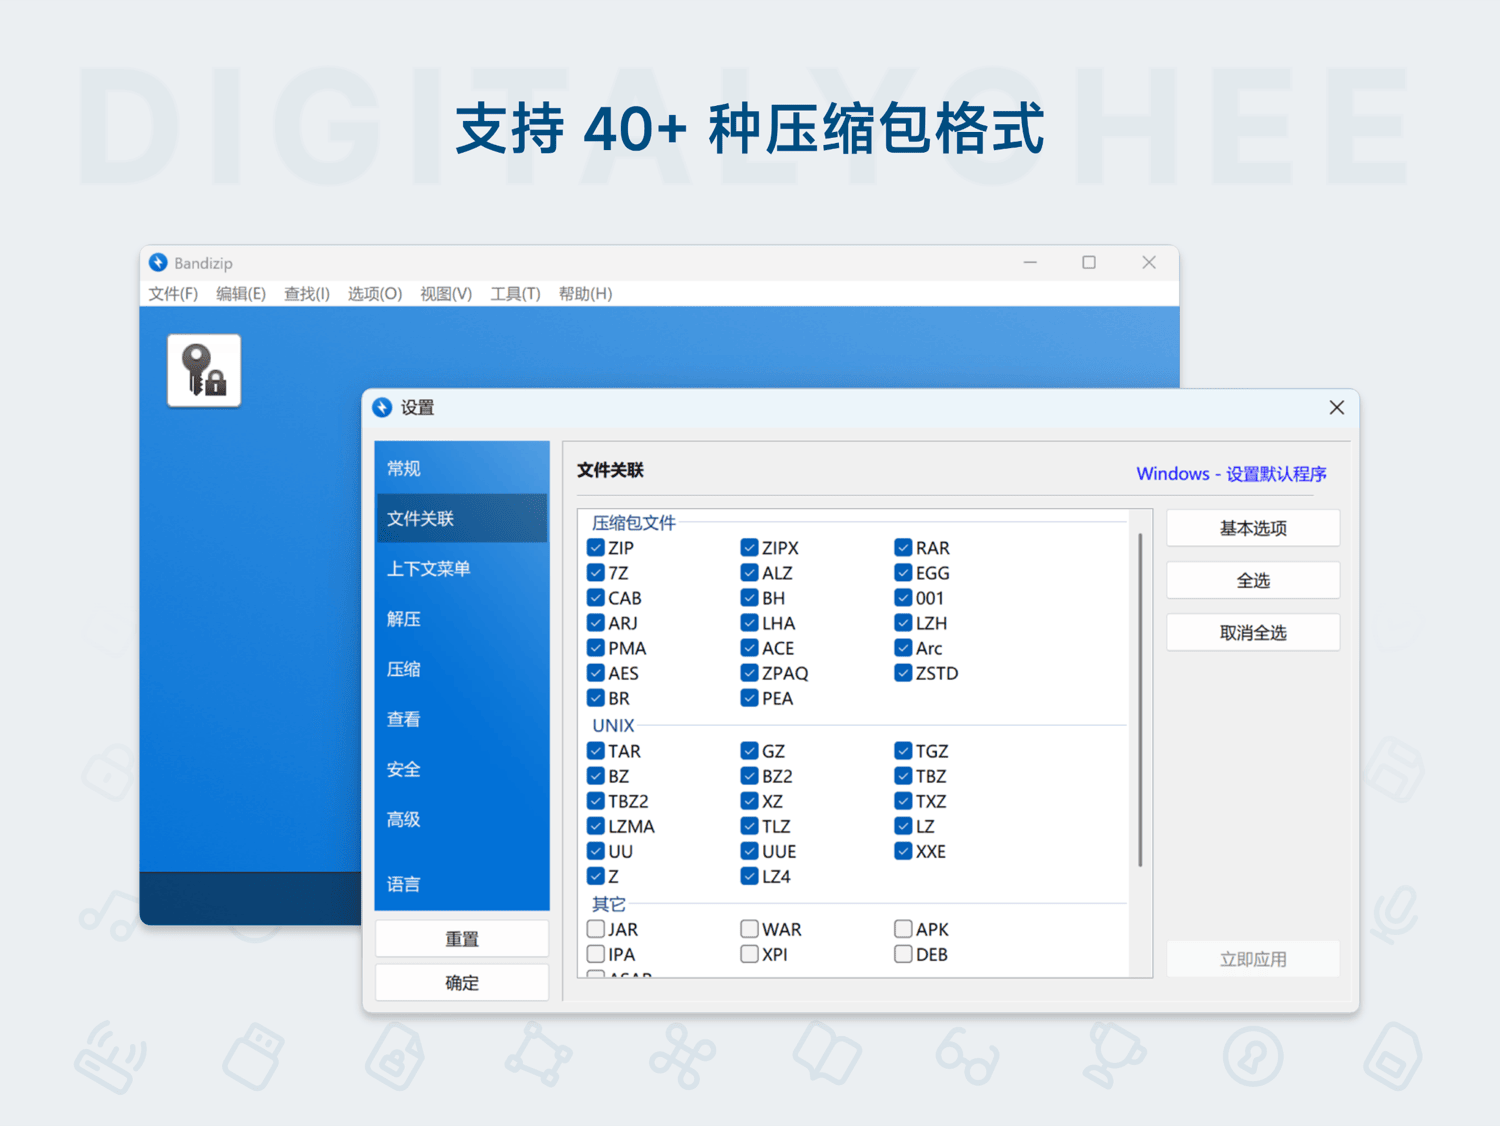 DIGITALYCHEE
支持 40+ 种压缩包格式
Bandizip
文件(F) 编辑(E) 查找(I) 选项(O) 视图(V) 工具(T) 帮助(H)
设置
常规
文件关联
上下文菜单
解压
压缩
查看
安全
高级
语言
重置
确定
文件关联
Windows - 设置默认程序
压缩包文件
ZIP ZIPX RAR
7Z ALZ EGG
CAB BH 001
ARJ LHA LZH
PMA ACE Arc
AES ZPAQ ZSTD
BR PEA
UNIX
TAR GZ TGZ
BZ BZ2 TBZ
TBZ2 XZ TXZ
LZMA TLZ LZ
UU UUE XXE
Z LZ4
其它
JAR WAR APK
IPA XPI DEB
基本选项
全选
取消全选
立即应用